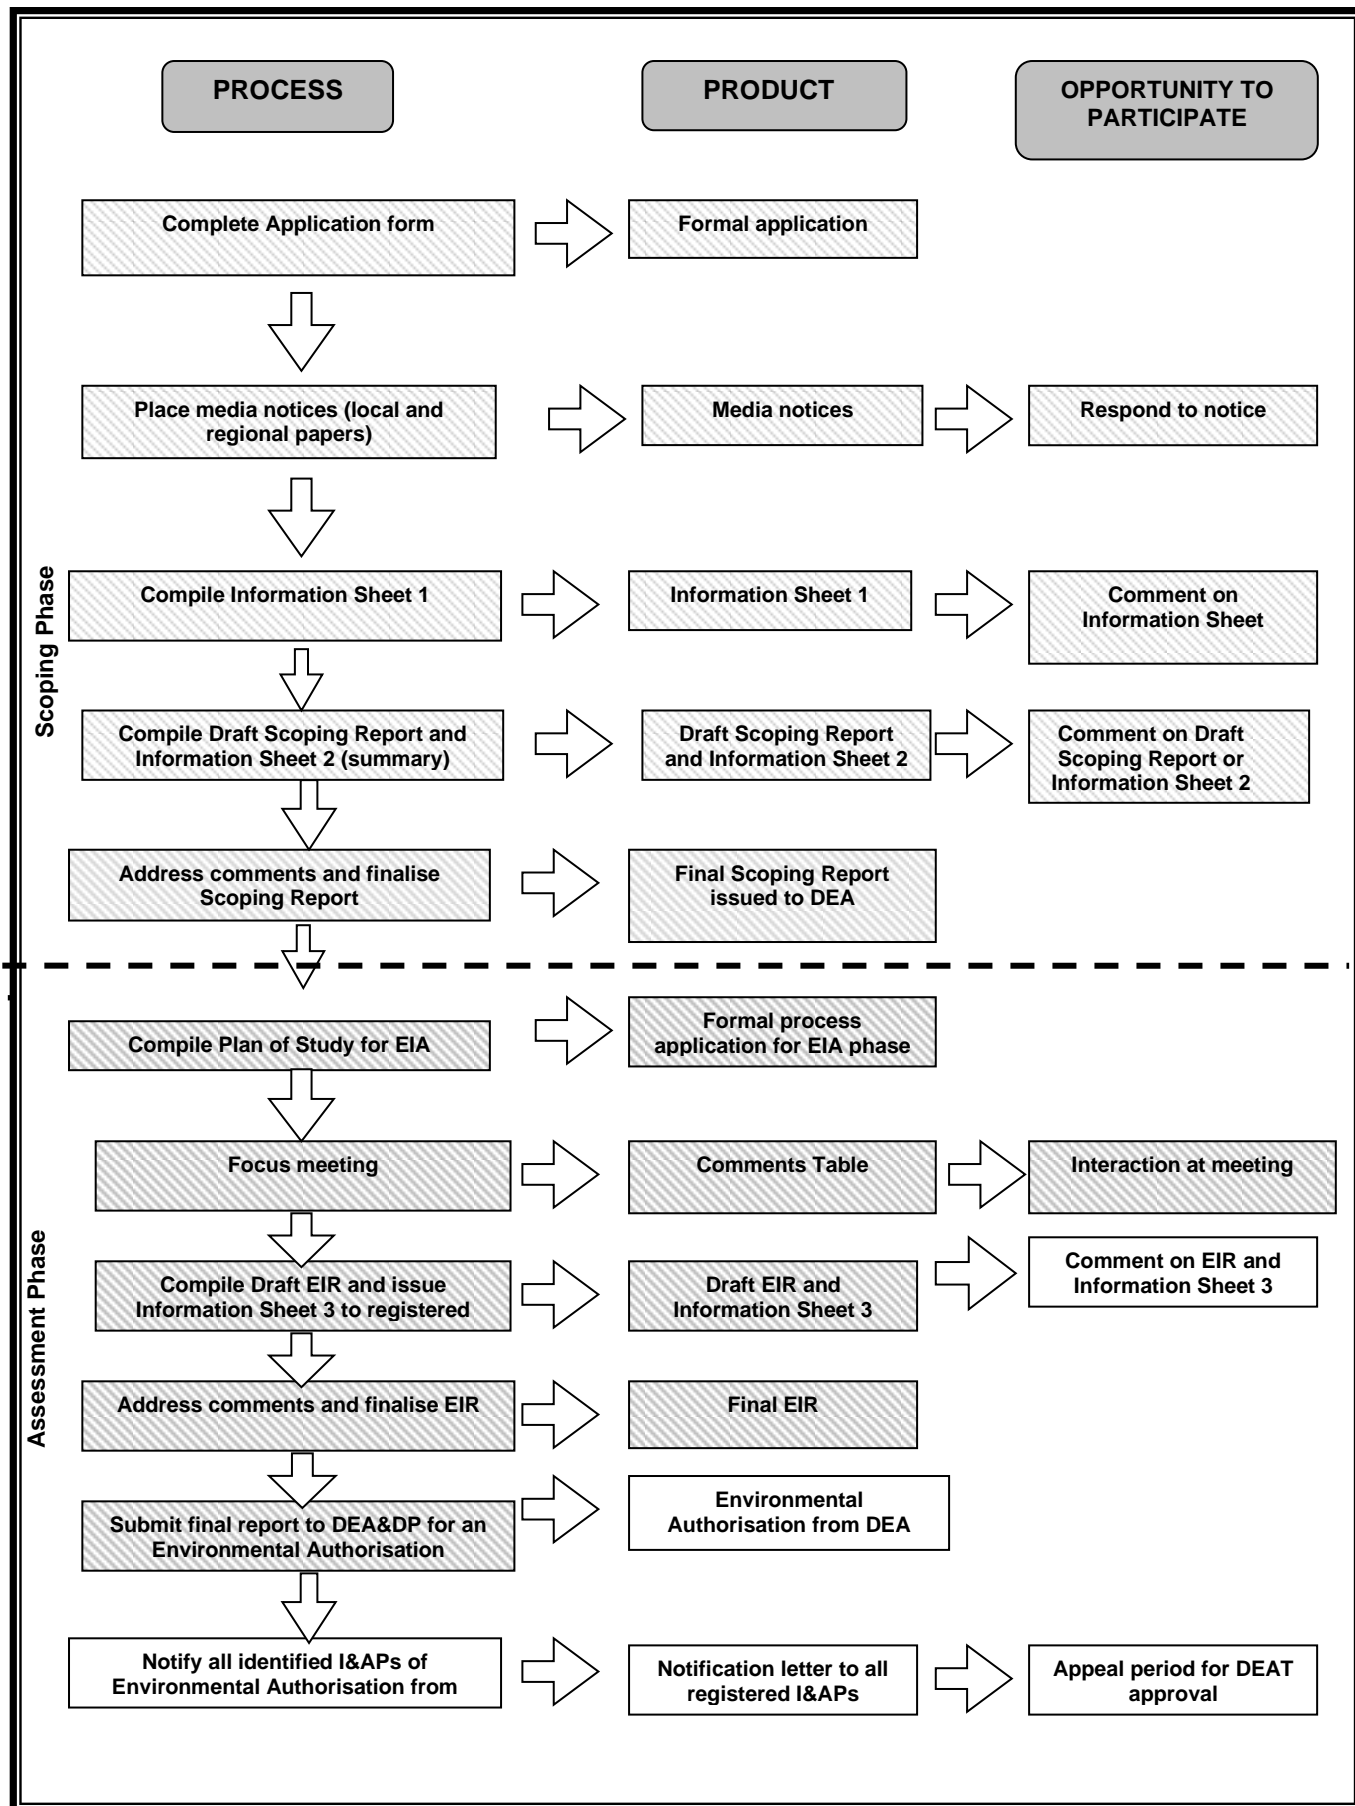 PROCESS
PRODUCT
OPPORTUNITY TO
PARTICIPATE
Complete Application form
Formal application
Place media notices (local and
regional papers)
Media notices
Respond to notice
Scoping Phase
Compile Information Sheet 1
Information Sheet 1
Comment on
Information Sheet
Compile Draft Scoping Report and
Information Sheet 2 (summary)
Draft Scoping Report
and Information Sheet 2
Comment on Draft
Scoping Report or
Information Sheet 2
Address comments and finalise
Scoping Report
Final Scoping Report
issued to DEA
Assessment Phase
Compile Plan of Study for EIA
Formal process
application for EIA phase
Focus meeting
Comments Table
Interaction at meeting
Compile Draft EIR and issue
Information Sheet 3 to registered
Draft EIR and
Information Sheet 3
Comment on EIR and
Information Sheet 3
Address comments and finalise EIR
Final EIR
Submit final report to DEA&DP for an
Environmental Authorisation
Environmental
Authorisation from DEA
Notify all identified I&APs of
Environmental Authorisation from
Notification letter to all
registered I&APs
Appeal period for DEAT
approval